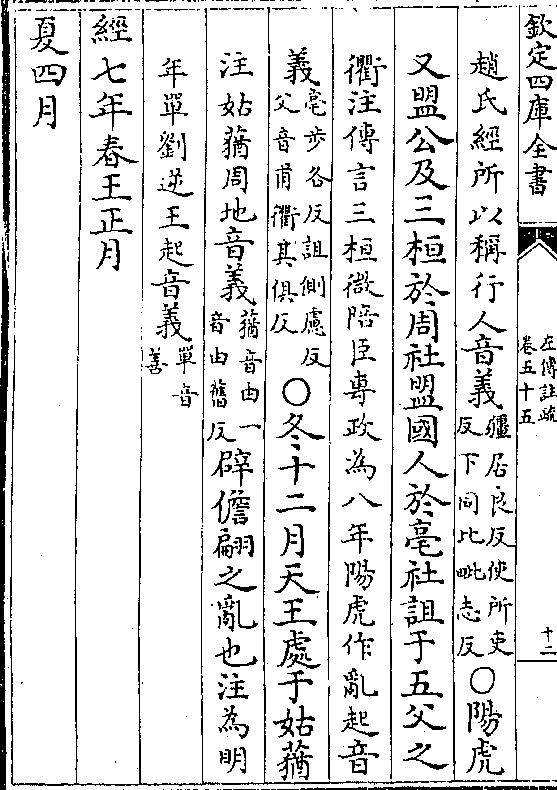 欽定四庫全書
左傳註疏
卷五十五
十二
趙氏經所以稱行人音義疆居良反使所吏
反下同比毗志反○陽虎
又盟公及三桓於周社盟國人於亳社詛于五父之
衢注傳言三桓微陪臣專政為八年陽虎作亂起音
義亳步各反詛側慮反
父音甫衢其俱反○冬十二月天王處于姑蕕
注姑蕕周地音義蕕音由一
音由舊反辟儋翩之亂也注為明
年單劉逆王起音義單音
善
經七年春王正月
夏四月